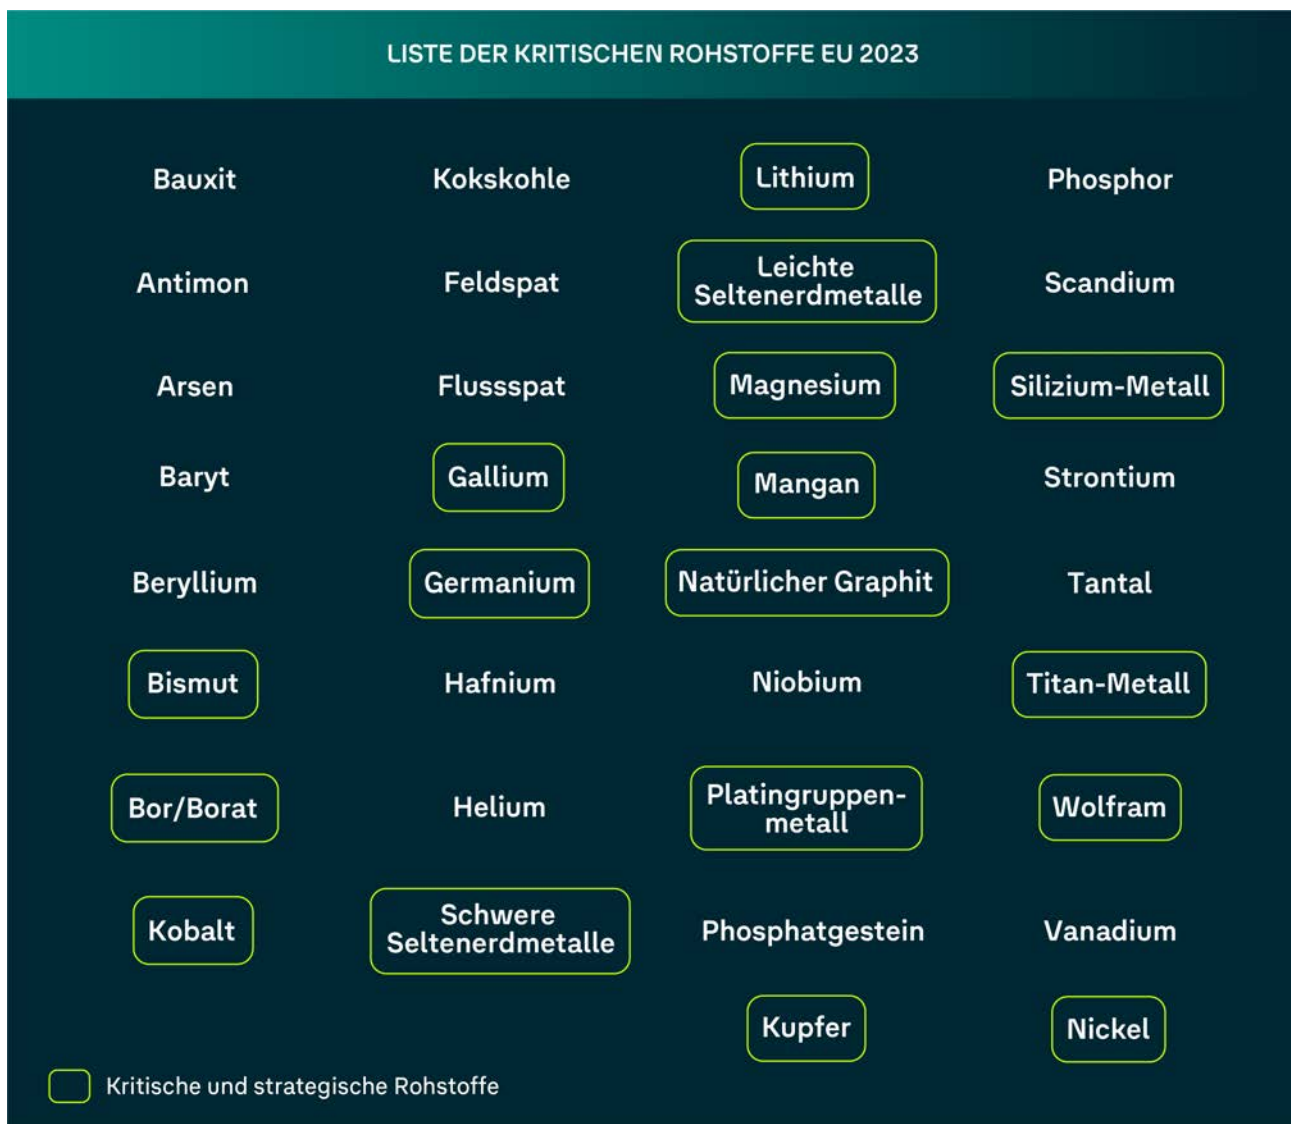 LISTE DER KRITISCHEN ROHSTOFFE EU 2023
Bauxit
Kokskohle
Lithium
Phosphor
Antimon
Feldspat
Leichte
Seltenerdmetalle
Scandium
Arsen
Flussspat
Magnesium
Silizium-Metall
Baryt
Gallium
Mangan
Strontium
Beryllium
Germanium
Natürlicher Graphit
Tantal
Bismut
Hafnium
Niobium
Titan-Metall
Bor/Borat
Helium
Platingruppen-
metall
Wolfram
Kobalt
Schwere
Seltenerdmetalle
Phosphatgestein
Vanadium
Kupfer
Nickel
Kritische und strategische Rohstoffe